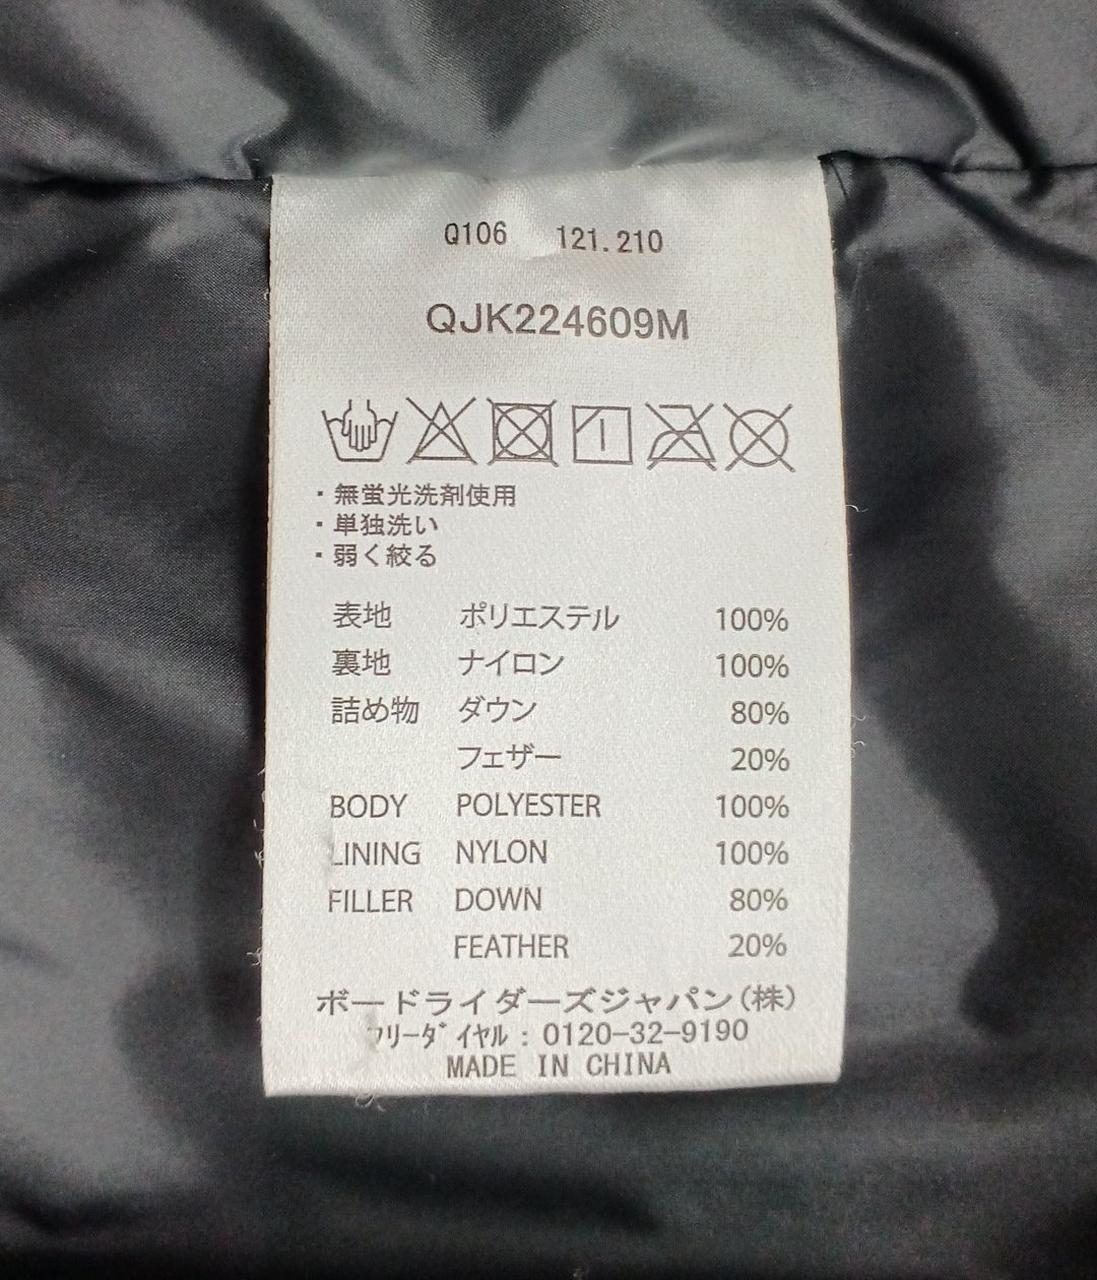 Q106 121.210
QJK224609M
・無蛍光洗剤使用
・単独洗い
・弱く絞る
表地 ポリエステル 100%
裏地 ナイロン 100%
詰め物 ダウン 80%
フェザー 20%
BODY POLYESTER 100%
LINING NYLON 100%
FILLER DOWN 80%
FEATHER 20%
ボードライダーズジャパン(株)
フリーダイヤル : 0120-32-9190
MADE IN CHINA